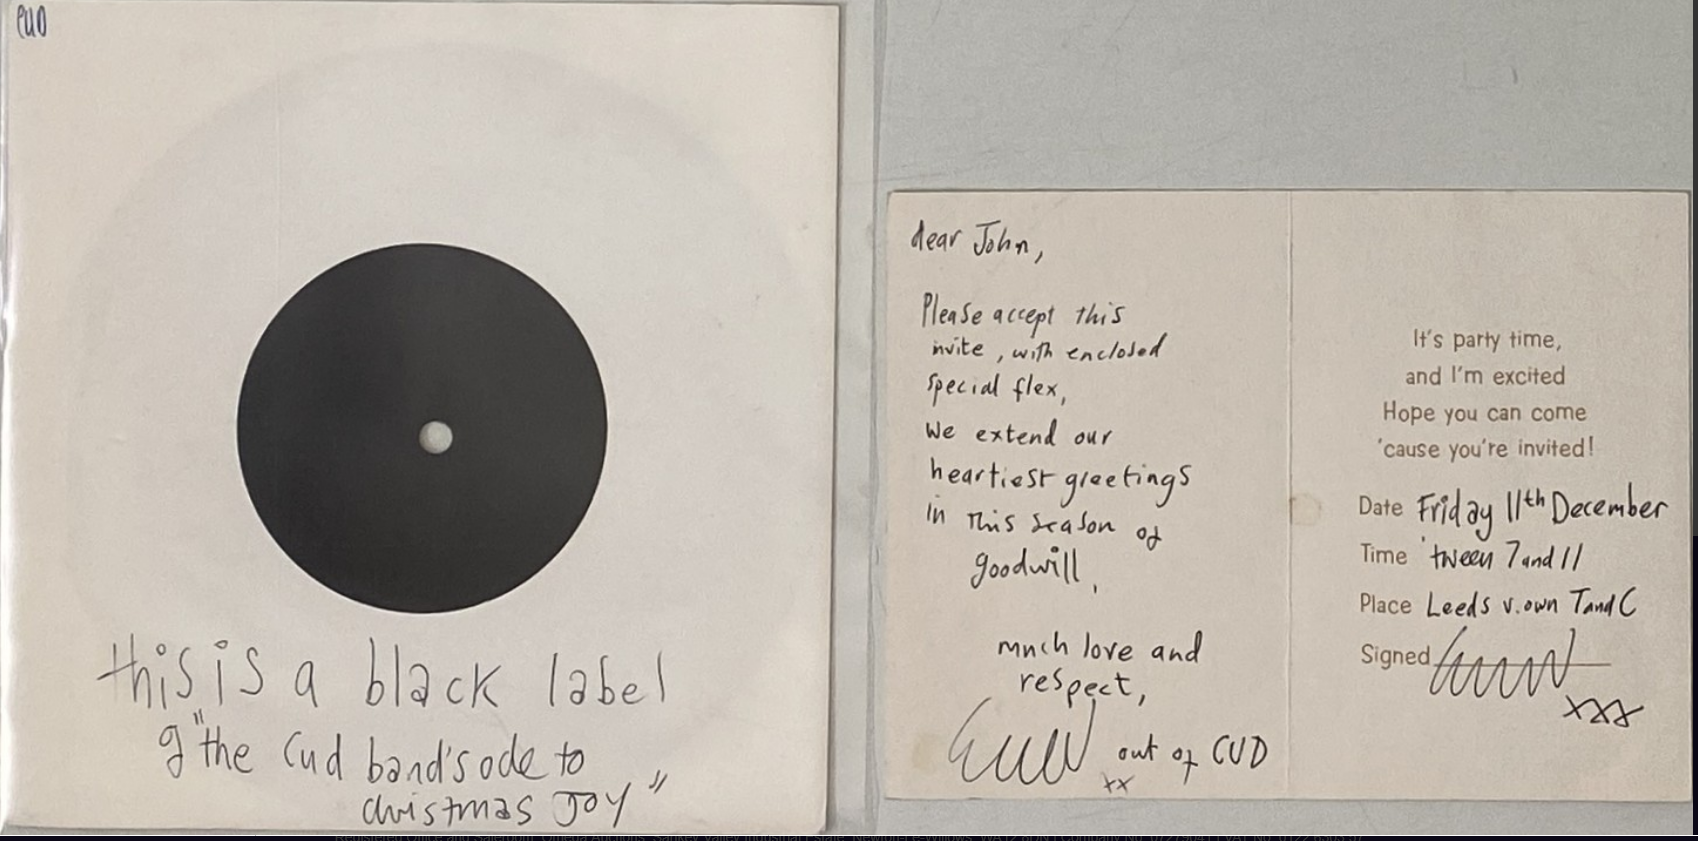 CUD
this is a black label
of "the Cud band's ode to
christmas JOY"
dear John,
Please accept this
invite, with enclosed
special flex,
we extend our
heartiest greetings
in this season of
goodwill,
much love and
respect,
out of CUD
xx
It's party time,
and I'm excited
Hope you can come
'cause you're invited!
Date Friday 11th December
Time 'tween 7 and 11
Place Leeds v. own T and C
Signed
xxx